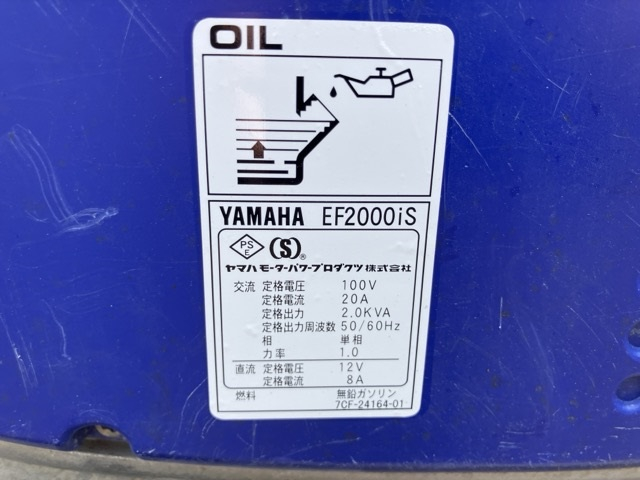 OIL
YAMAHA EF2000iS
PS
E
(S)®
ヤマハモーターパワープロダクツ株式会社
交流 定格電圧 100V
定格電流 20A
定格出力 2.0KVA
定格出力周波数 50/60Hz
相 単相
力率 1.0
直流 定格電圧 12V
定格電流 8A
燃料 無鉛ガソリン
7CF-24164-01